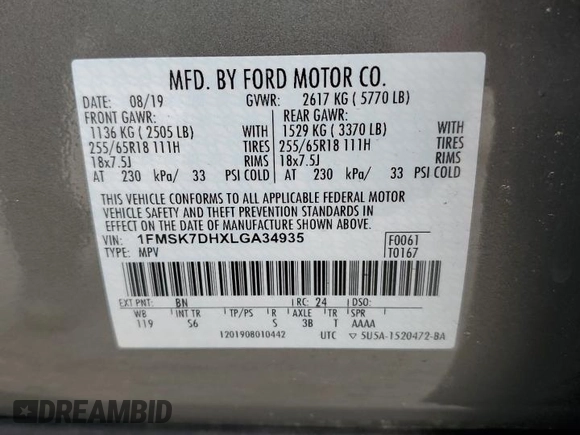 MFD. BY FORD MOTOR CO.
DATE: 08/19 GVWR: 2617 KG ( 5770 LB)
FRONT GAWR: REAR GAWR:
1136 KG ( 2505 LB) 1529 KG ( 3370 LB) WITH
255/65R18 111H 255/65R18 111H TIRES
18x7.5J 18x7.5J RIMS
AT 230 kPa/ 33 PSI COLD AT 230 kPa/ 33 PSI COLD
WITH
TIRES
RIMS
THIS VEHICLE CONFORMS TO ALL APPLICABLE FEDERAL MOTOR
VEHICLE SAFETY AND THEFT PREVENTION STANDARDS IN
EFFECT ON THE DATE OF MANUFACTURE SHOWN ABOVE.
VIN: 1FMSK7DHXLGA34935 F0061
TYPE: MPV T0167
EXT PNT: BN RC: 24 DSO:
WB INT TR TP/PS R AXLE TR SPR
119 S6 S 3B T AAAA
1201908010442 UTC ▽ 5U5A-1520472-BA
DREAMBID